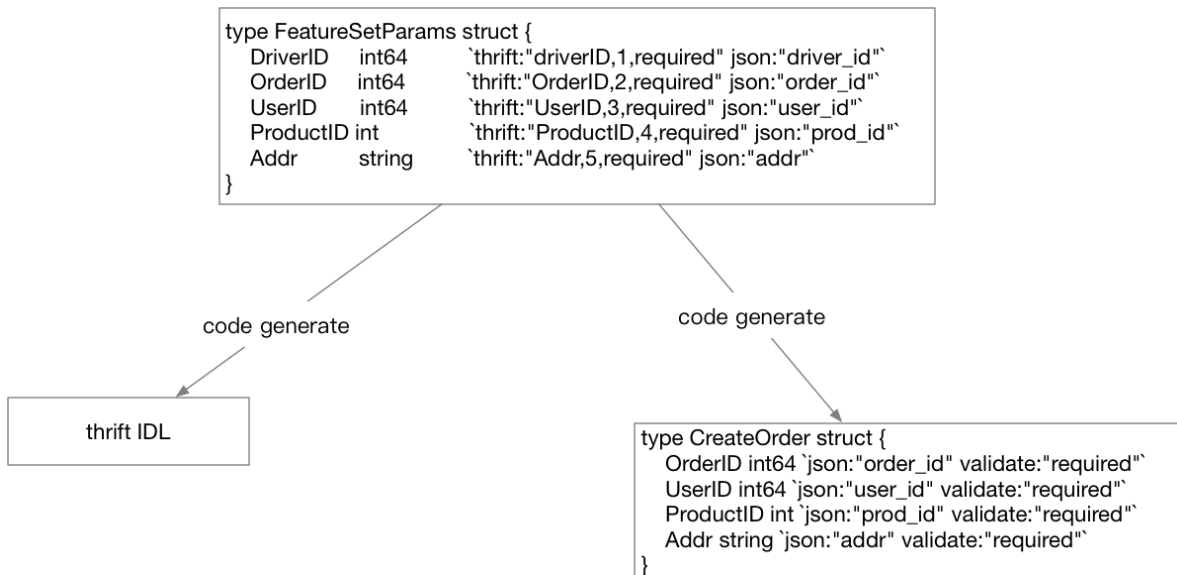 type FeatureSetParams struct {
DriverID int64 `thrift:"driverID,1,required" json:"driver_id"`
OrderID int64 `thrift:"OrderID,2,required" json:"order_id"`
UserID int64 `thrift:"UserID,3,required" json:"user_id"`
ProductID int `thrift:"ProductID,4,required" json:"prod_id"`
Addr string `thrift:"Addr,5,required" json:"addr"`
}
code generate
code generate
thrift IDL
type CreateOrder struct {
OrderID int64 `json:"order_id" validate:"required"`
UserID int64 `json:"user_id" validate:"required"`
ProductID int `json:"prod_id" validate:"required"`
Addr string `json:"addr" validate:"required"`
}